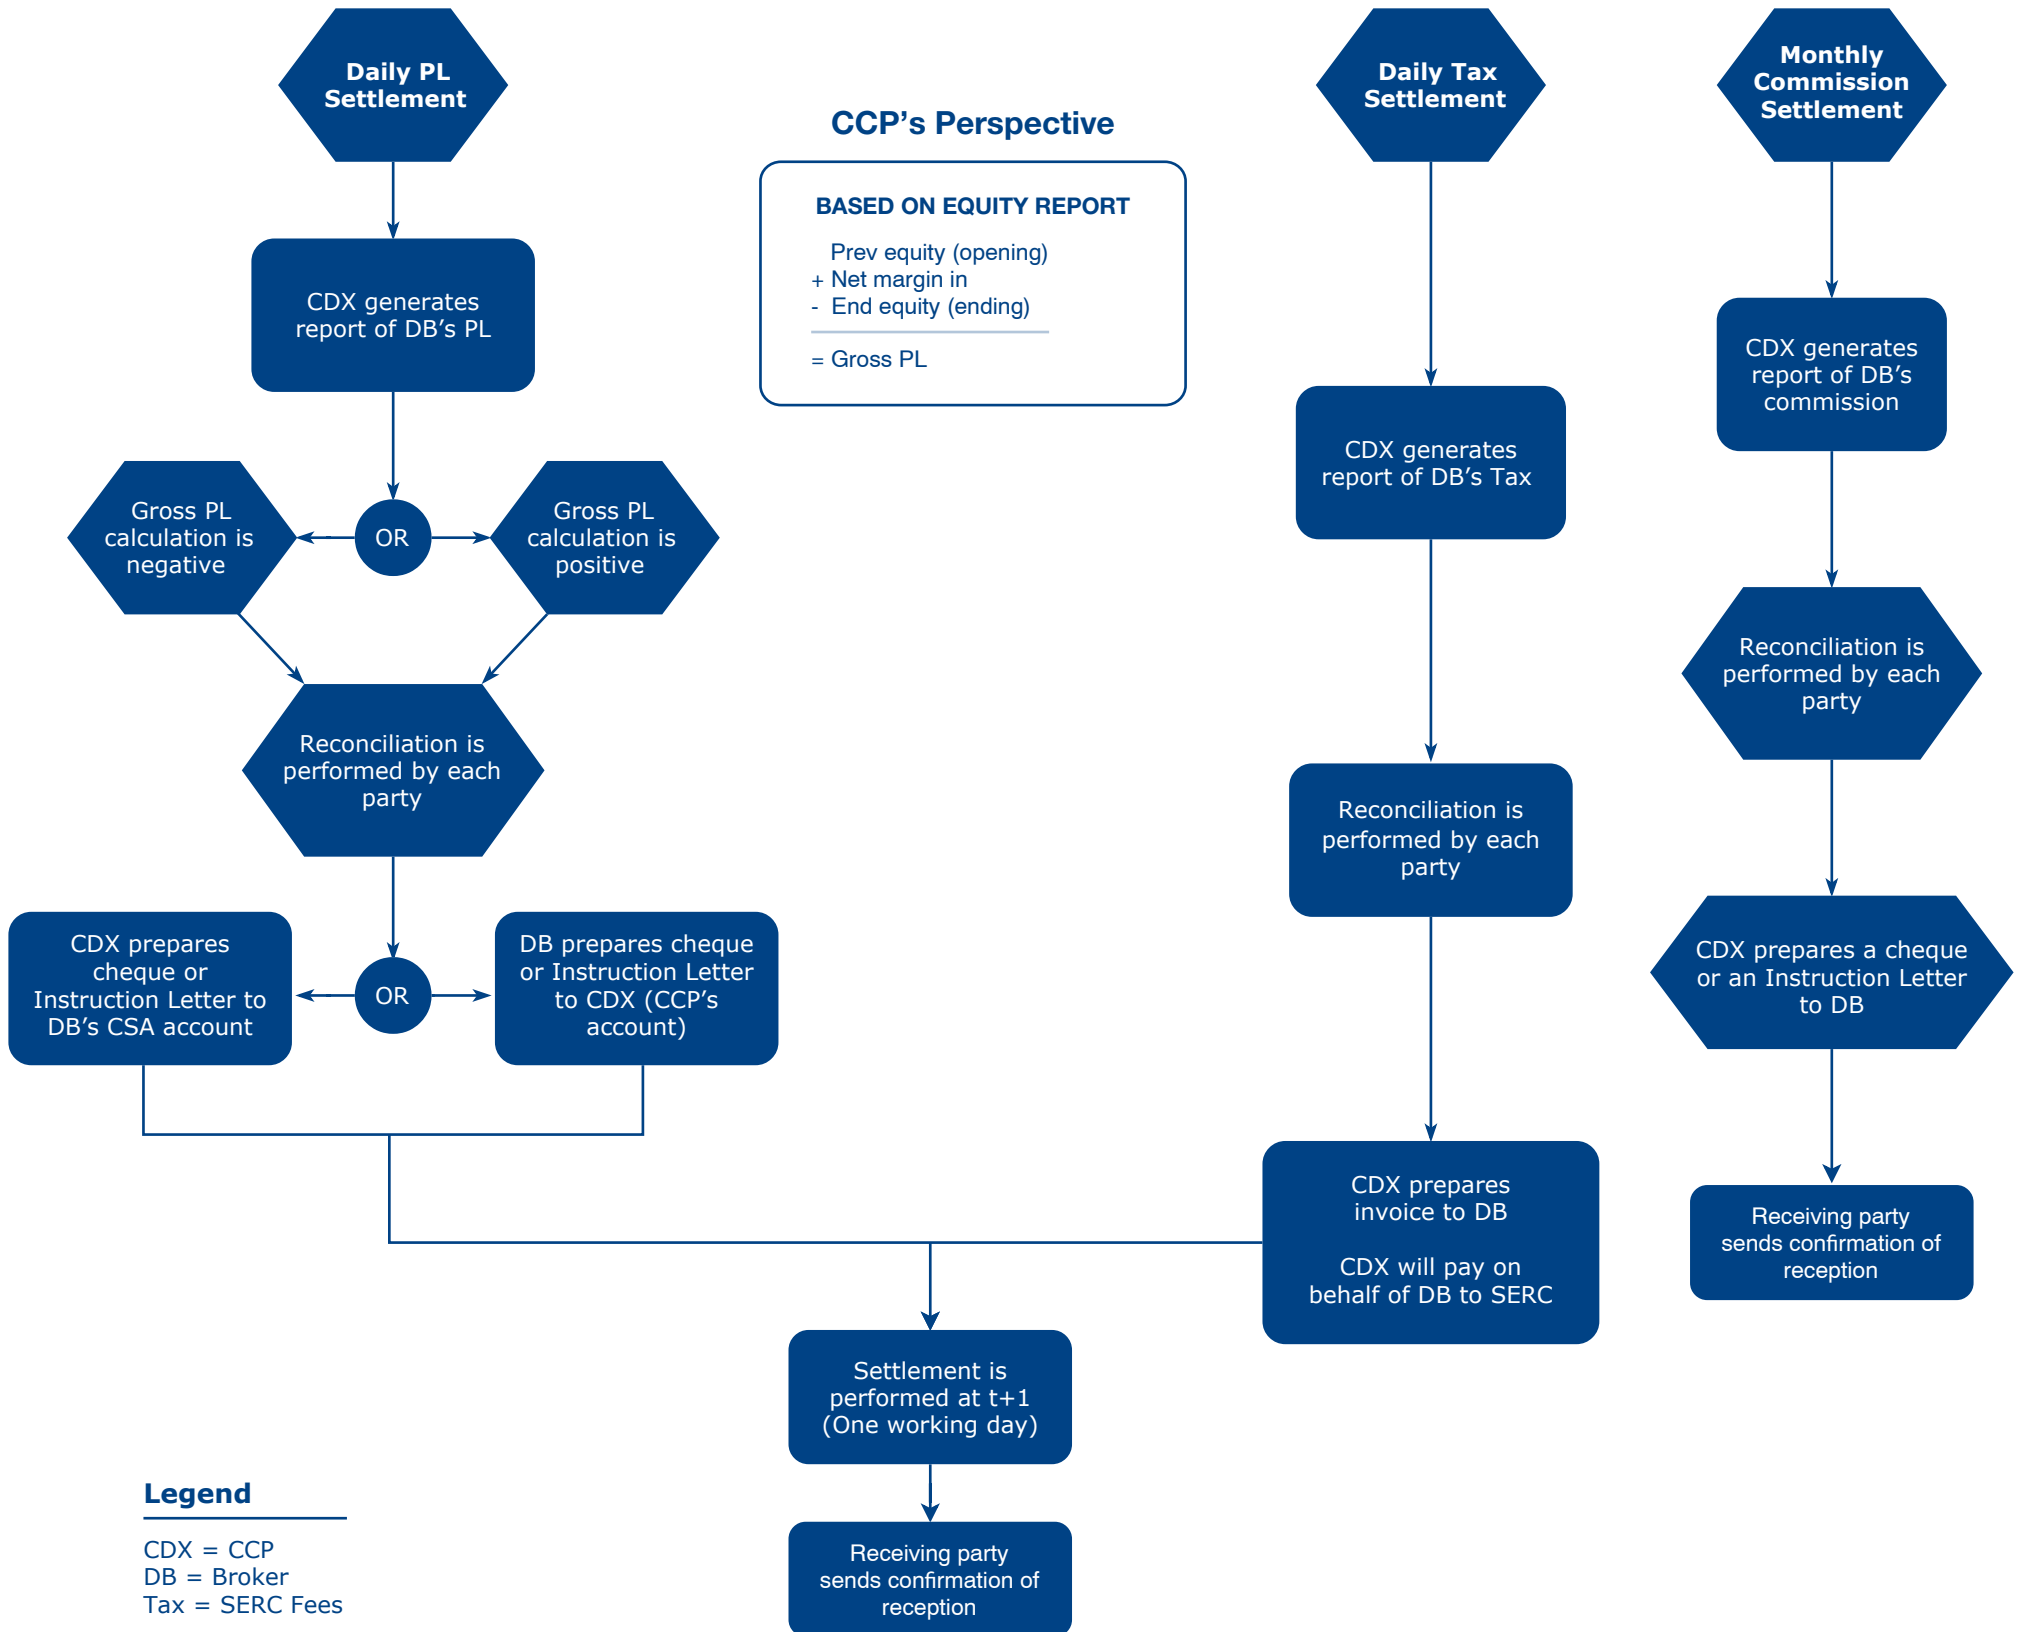 Daily PL
Settlement
CDX generates
report of DB’s PL
Gross PL
calculation is
negative
OR
Gross PL
calculation is
positive
Reconciliation is
performed by each
party
CDX prepares
cheque or
Instruction Letter to
DB’s CSA account
OR
DB prepares cheque
or Instruction Letter
to CDX (CCP’s
account)
CCP’s Perspective
BASED ON EQUITY REPORT
Prev equity (opening)
+ Net margin in
- End equity (ending)
= Gross PL
Daily Tax
Settlement
CDX generates
report of DB’s Tax
Reconciliation is
performed by each
party
CDX prepares
invoice to DB
CDX will pay on
behalf of DB to SERC
Monthly
Commission
Settlement
CDX generates
report of DB’s
commission
Reconciliation is
performed by each
party
CDX prepares a cheque
or an Instruction Letter
to DB
Receiving party
sends confirmation of
reception
Settlement is
performed at t+1
(One working day)
Receiving party
sends confirmation of
reception
Legend
CDX = CCP
DB = Broker
Tax = SERC Fees